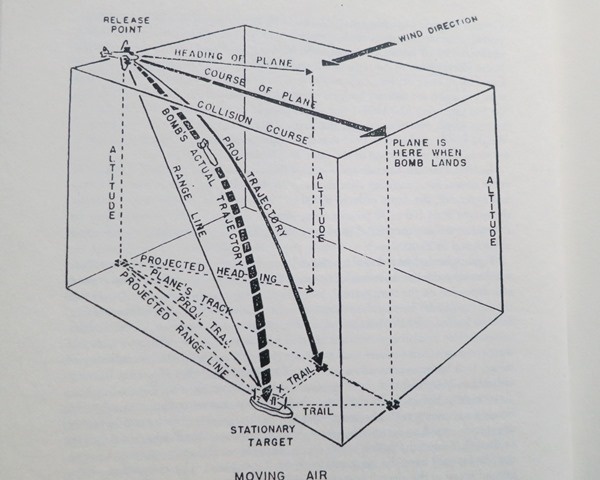 RELEASE
POINT
WIND DIRECTION
HEADING OF PLANE
COURSE OF PLANE
COLLISION COURSE
PLANE IS
HERE WHEN
BOMB LANDS
ALTITUDE
RANGE LINE
BOMB'S ACTUAL TRAJECTORY
PROJ TRAJECTORY
ALTITUDE
ALTITUDE
PROJECTED HEADING
PLANE'S TRACK
PROJ. TRAJ.
PROJECTED RANGE LINE
X TRAIL
TRAIL
STATIONARY
TARGET
MOVING AIR